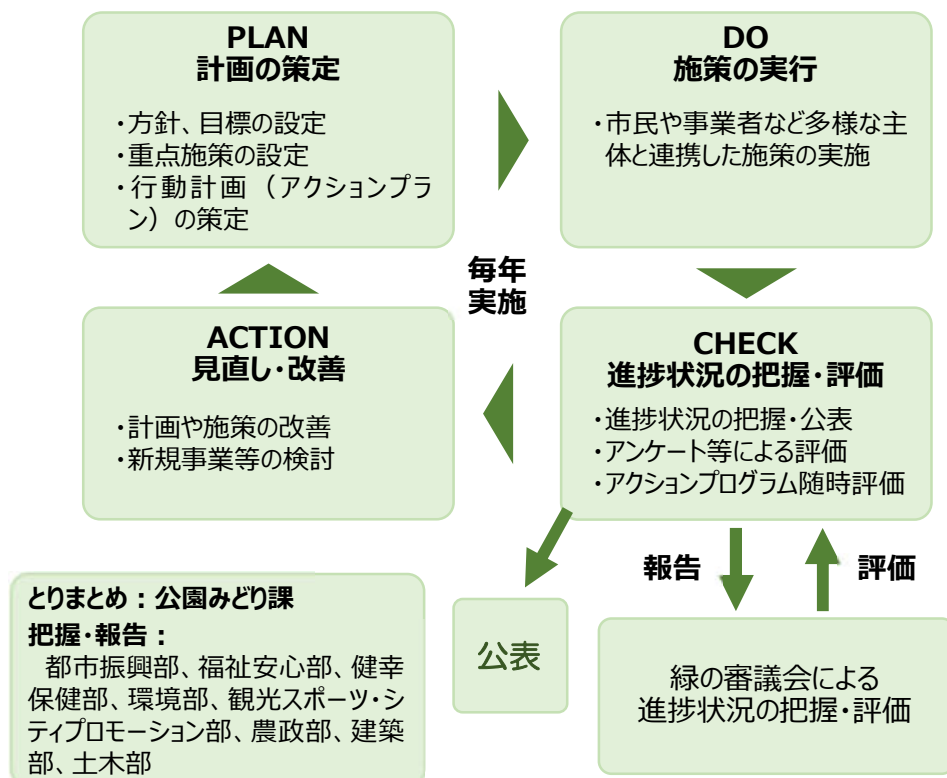 PLAN
計画の策定
・方針、目標の設定
・重点施策の設定
・行動計画（アクションプラ
ン）の策定
DO
施策の実行
・市民や事業者など多様な主
体と連携した施策の実施
毎年
実施
ACTION
見直し・改善
・計画や施策の改善
・新規事業等の検討
CHECK
進捗状況の把握・評価
・進捗状況の把握・公表
・アンケート等による評価
・アクションプログラム随時評価
報告
評価
とりまとめ：公園みどり課
把握・報告：
都市振興部、福祉安心部、健幸
保健部、環境部、観光スポーツ・シ
ティプロモーション部、農政部、建築
部、土木部
公表
緑の審議会による
進捗状況の把握・評価